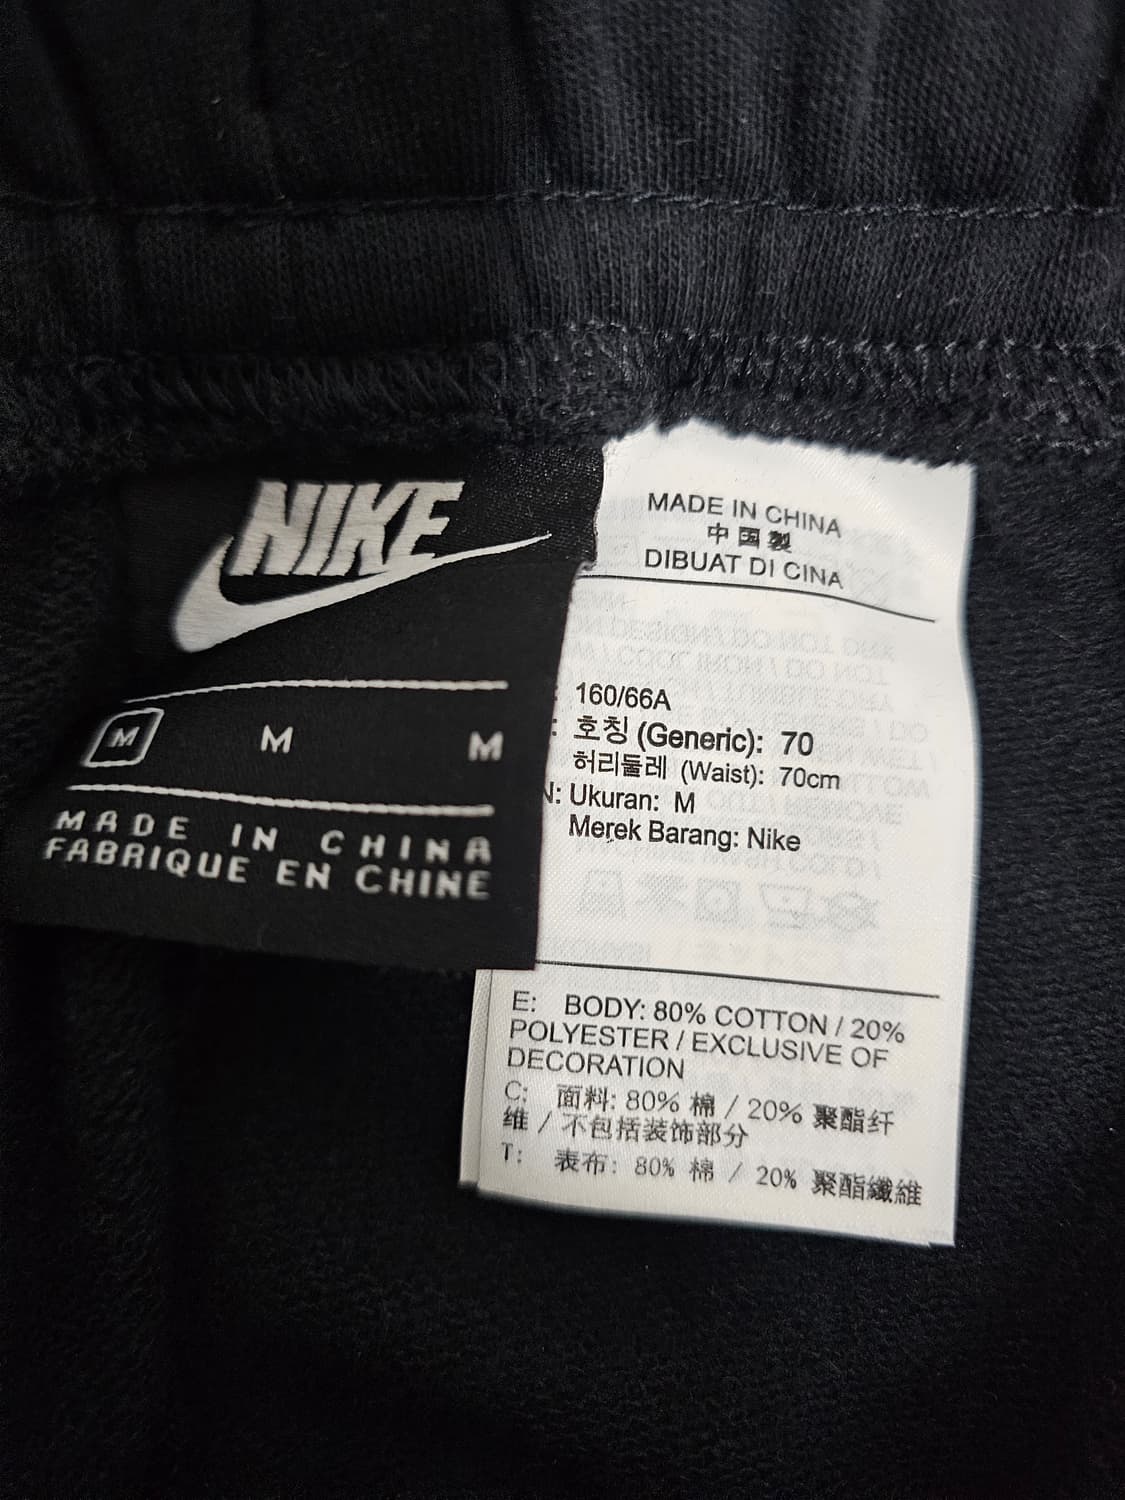 NIKE
M M M
MADE IN CHINA
FABRIQUE EN CHINE
MADE IN CHINA
中国製
DIBUAT DI CINA
160/66A
: 호칭 (Generic): 70
허리둘레 (Waist): 70cm
N: Ukuran: M
Merek Barang: Nike
E: BODY: 80% COTTON / 20%
POLYESTER / EXCLUSIVE OF
DECORATION
C: 面料: 80% 棉 / 20% 聚酯纤
维 / 不包括装饰部分
T: 表布: 80% 棉 / 20% 聚酯纖維